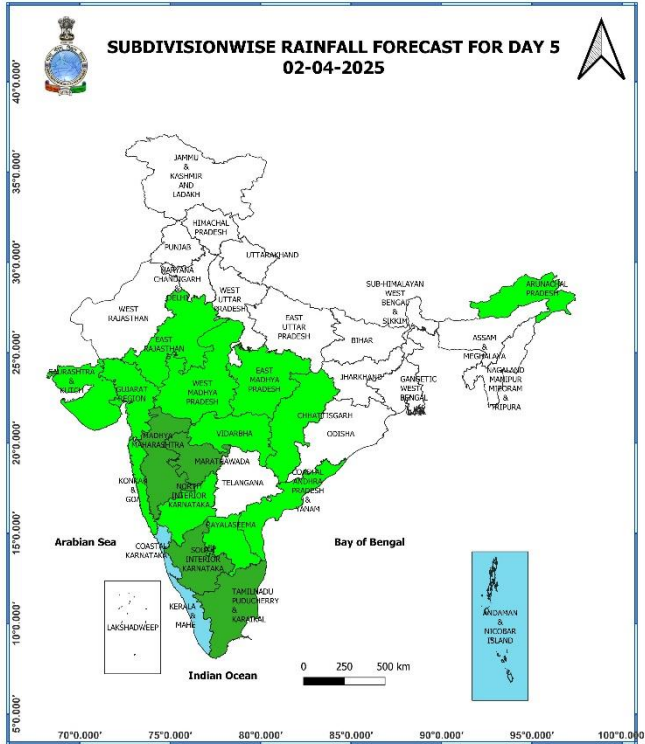 SUBDIVISIONWISE RAINFALL FORECAST FOR DAY 5
02-04-2025
40°0.000'
35°0.000'
30°0.000'
25°0.000'
20°0.000'
15°0.000'
10°0.000'
5°0.000'
JAMMU
&
KASHMIR
AND
LADAKH
HIMACHAL
PRADESH
PUNJAB
UTTARAKHAND
HARYANA
CHANDIGARH
&
DELHI
WEST
UTTAR
PRADESH
WEST
RAJASTHAN
EAST
RAJASTHAN
EAST
UTTAR
PRADESH
SUB-HIMALAYAN
WEST
BENGAL
&
SIKKIM
ARUNACHAL
PRADESH
BIHAR
ASSAM
&
MEGHALAYA
NAGALAND
MANIPUR
MIZORAM
&
TRIPURA
SAURASHTRA
&
KUTCH
GUJARAT
REGION
WEST
MADHYA
PRADESH
EAST
MADHYA
PRADESH
JHARKHAND
GANGETIC
WEST
BENGAL
CHHATTISGARH
ODISHA
MADHYA
MAHARASHTRA
VIDARBHA
MARATHAWADA
TELANGANA
KONKAN
&
GOA
NORTH
INTERIOR
KARNATAKA
COASTAL
ANDHRA
PRADESH
&
YANAM
RAYALASEEMA
Arabian Sea
Bay of Bengal
COASTAL
KARNATAKA
SOUTH
INTERIOR
KARNATAKA
TAMILNADU
PUDUCHERRY
&
KARAIKAL
KERALA
&
MAHE
LAKSHADWEEP
ANDAMAN
&
NICOBAR
ISLAND
Indian Ocean
0 250 500 km
70°0.000' 75°0.000' 80°0.000' 85°0.000' 90°0.000' 95°0.000' 100°0.000'